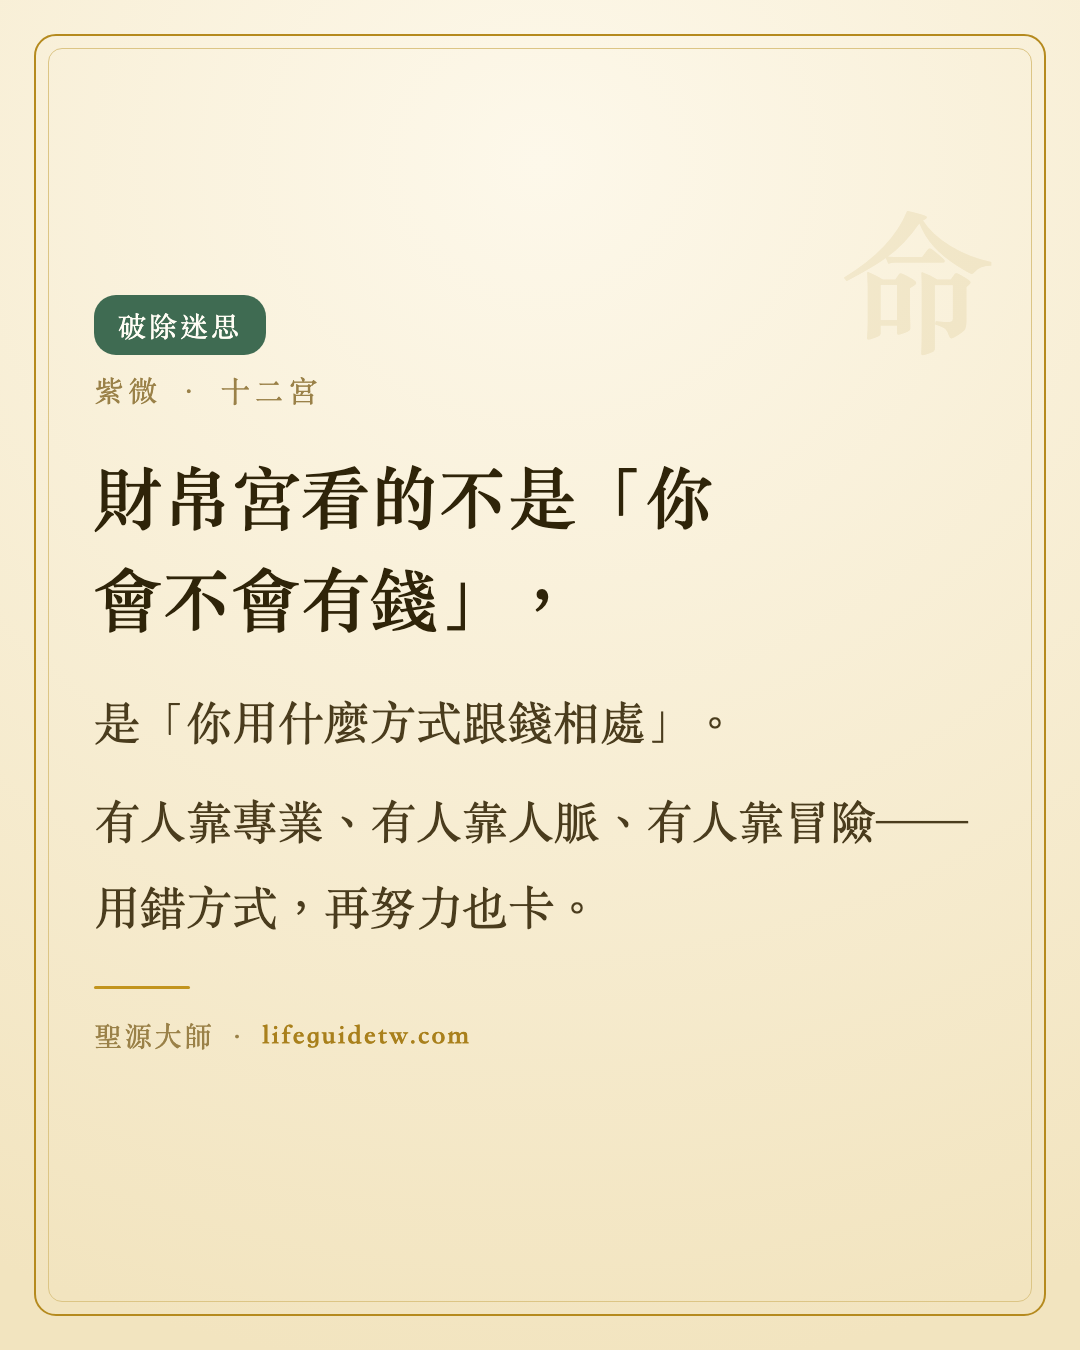 命
破除迷思
紫微 · 十二宮
財帛宮看的不是「你
會不會有錢」，
是「你用什麼方式跟錢相處」。
有人靠專業、有人靠人脈、有人靠冒險——
用錯方式，再努力也卡。
聖源大師 · lifeguidetw.com